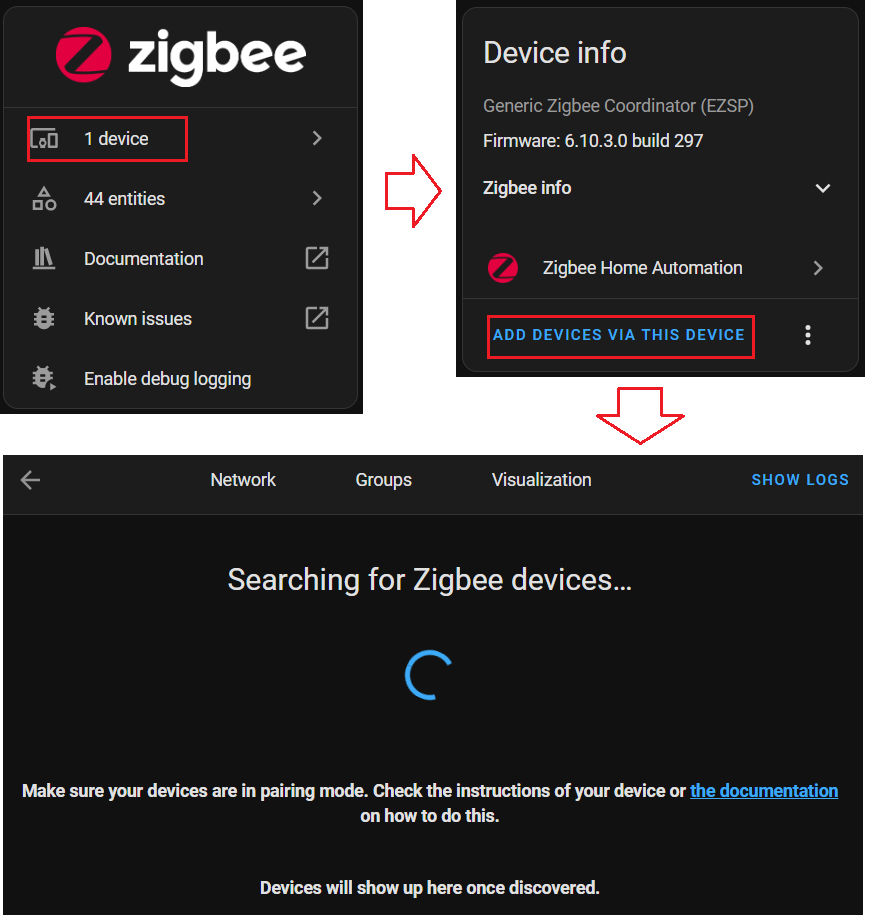 zigbee
1 device
44 entities
Documentation
Known issues
Enable debug logging
Device info
Generic Zigbee Coordinator (EZSP)
Firmware: 6.10.3.0 build 297
Zigbee info
Zigbee Home Automation
ADD DEVICES VIA THIS DEVICE
Network Groups Visualization SHOW LOGS
Searching for Zigbee devices...
Make sure your devices are in pairing mode. Check the instructions of your device or the documentation
on how to do this.
Devices will show up here once discovered.